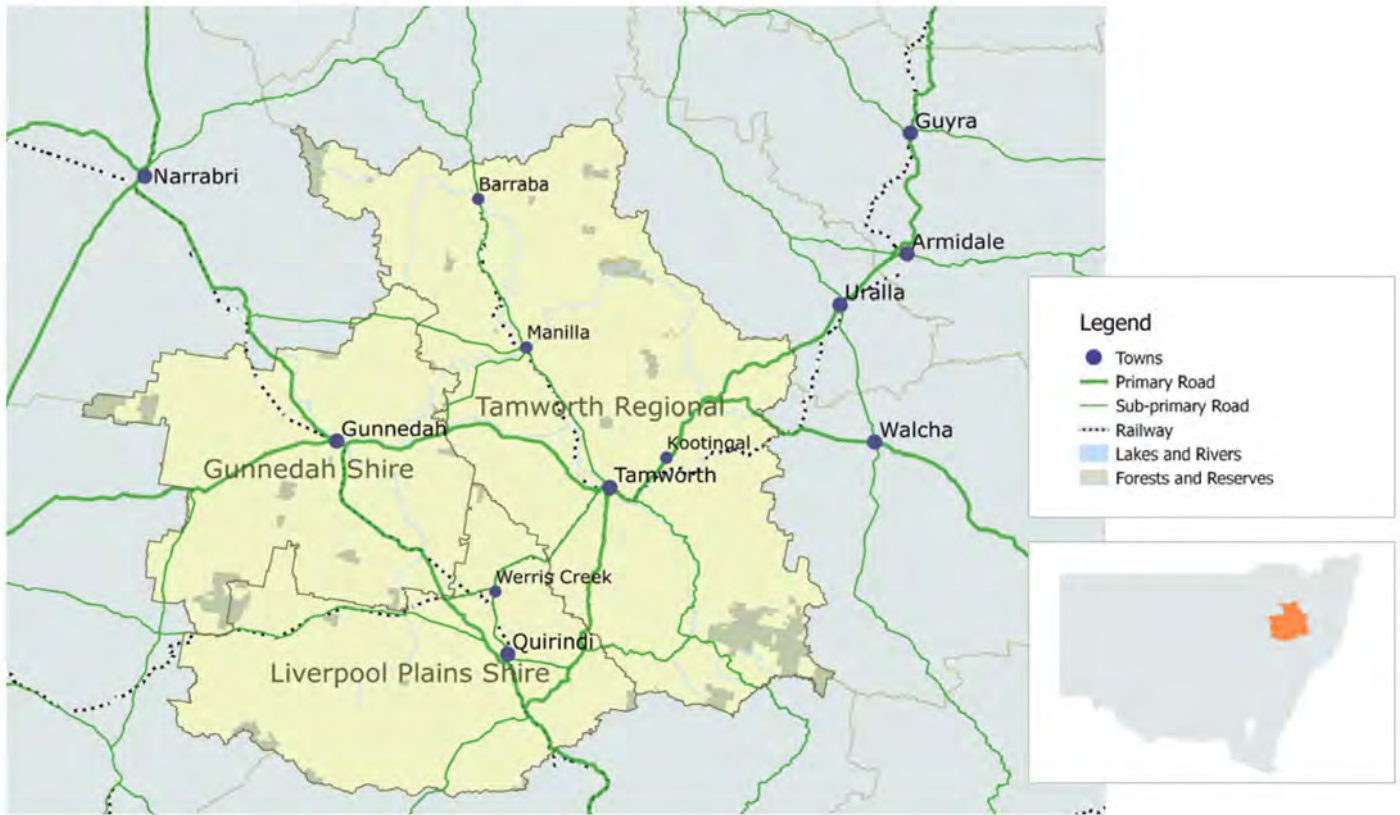 Guyra
Narrabri
Barraba
Armidale
Uralla
Manilla
Tamworth Regional
Gunnedah
Walcha
Kootingal
Gunnedah Shire
Tamworth
Werris Creek
Quirindi
Liverpool Plains Shire
Legend
Towns
Primary Road
Sub-primary Road
Railway
Lakes and Rivers
Forests and Reserves